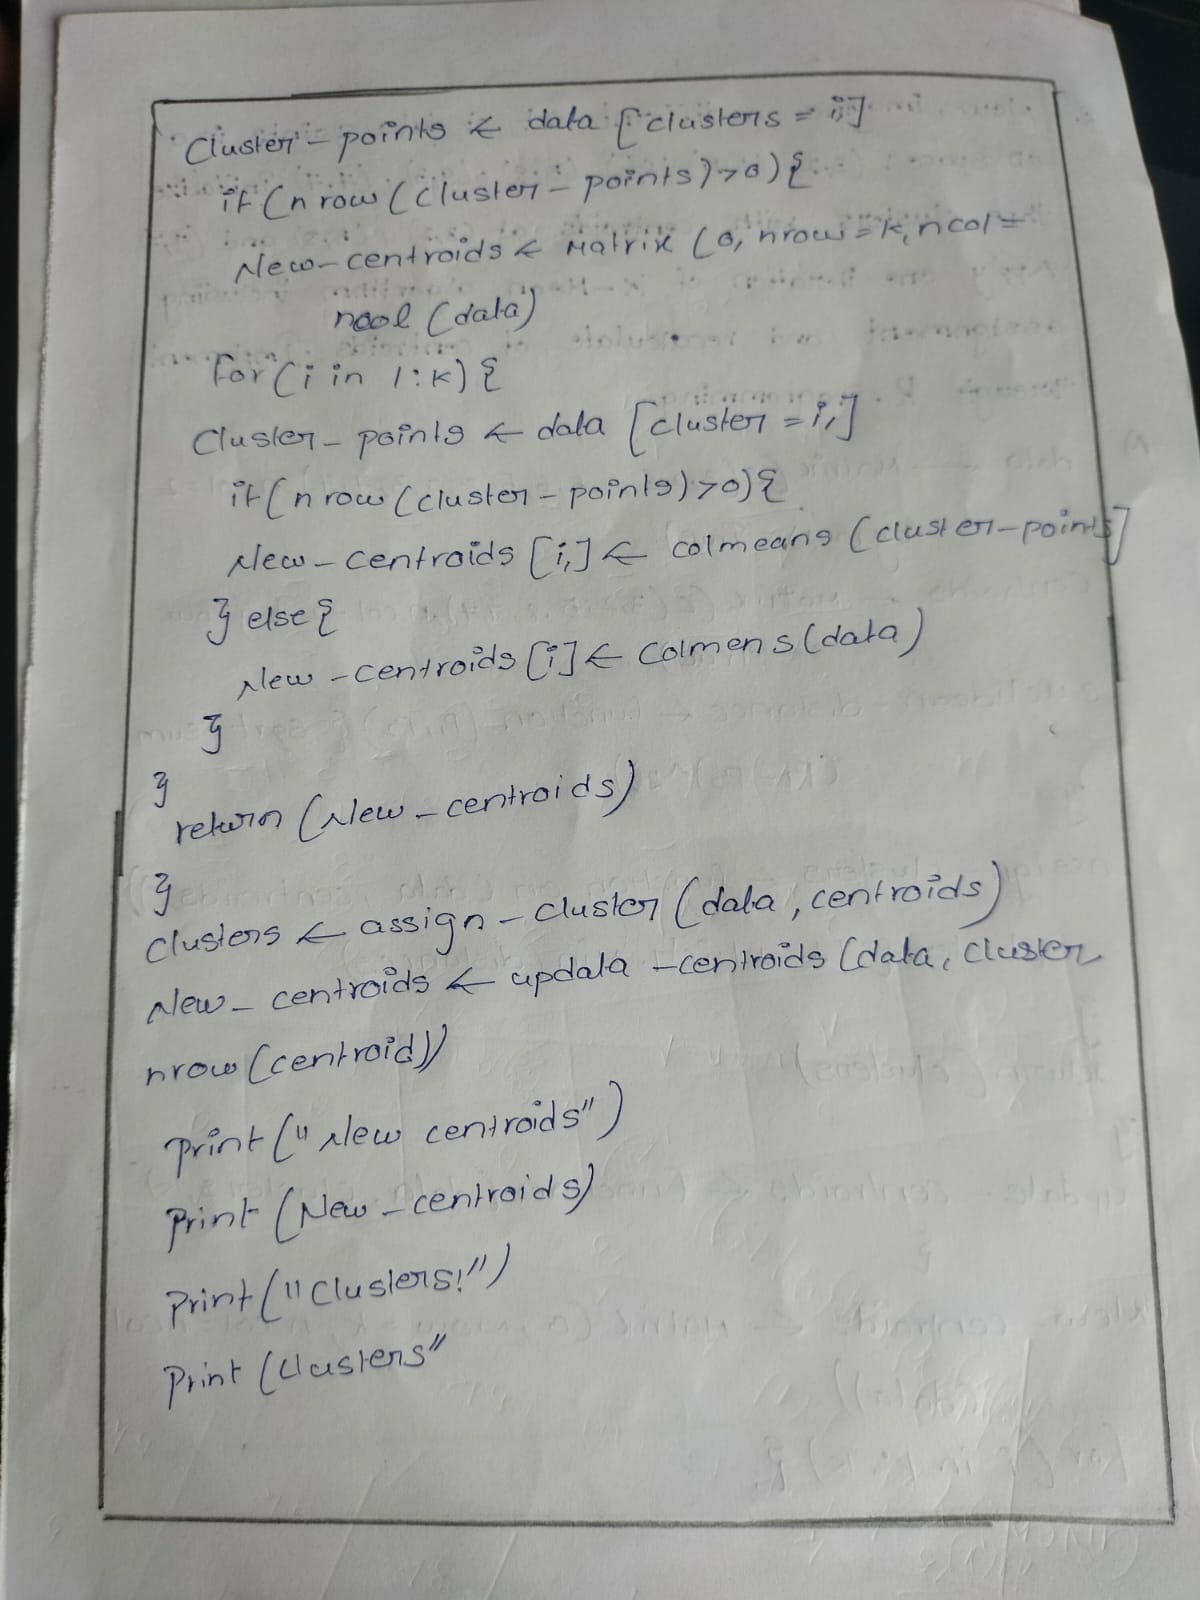 Cluster - points ← data [clusters = i,]
if (nrow (cluster - points) >0) {
New-centroids ← Matrix (0, nrow = k, ncol =
nool (data)
For (i in 1:k) {
Cluster - points ← data [cluster = i,]
if (nrow (cluster - points) >0) {
New - centroids [i,] ← colmeans (cluster-points]
} else {
New - centroids [i] ← colmens (data)
}
}
return (New - centroids)
}
clusters ← assign - cluster (data, centroids)
New - centroids ← updata - centroids (data, cluster,
nrow (centroid))
Print (" New centroids")
Print (New - centroids)
Print ("Clusters!")
Print (Clusters"